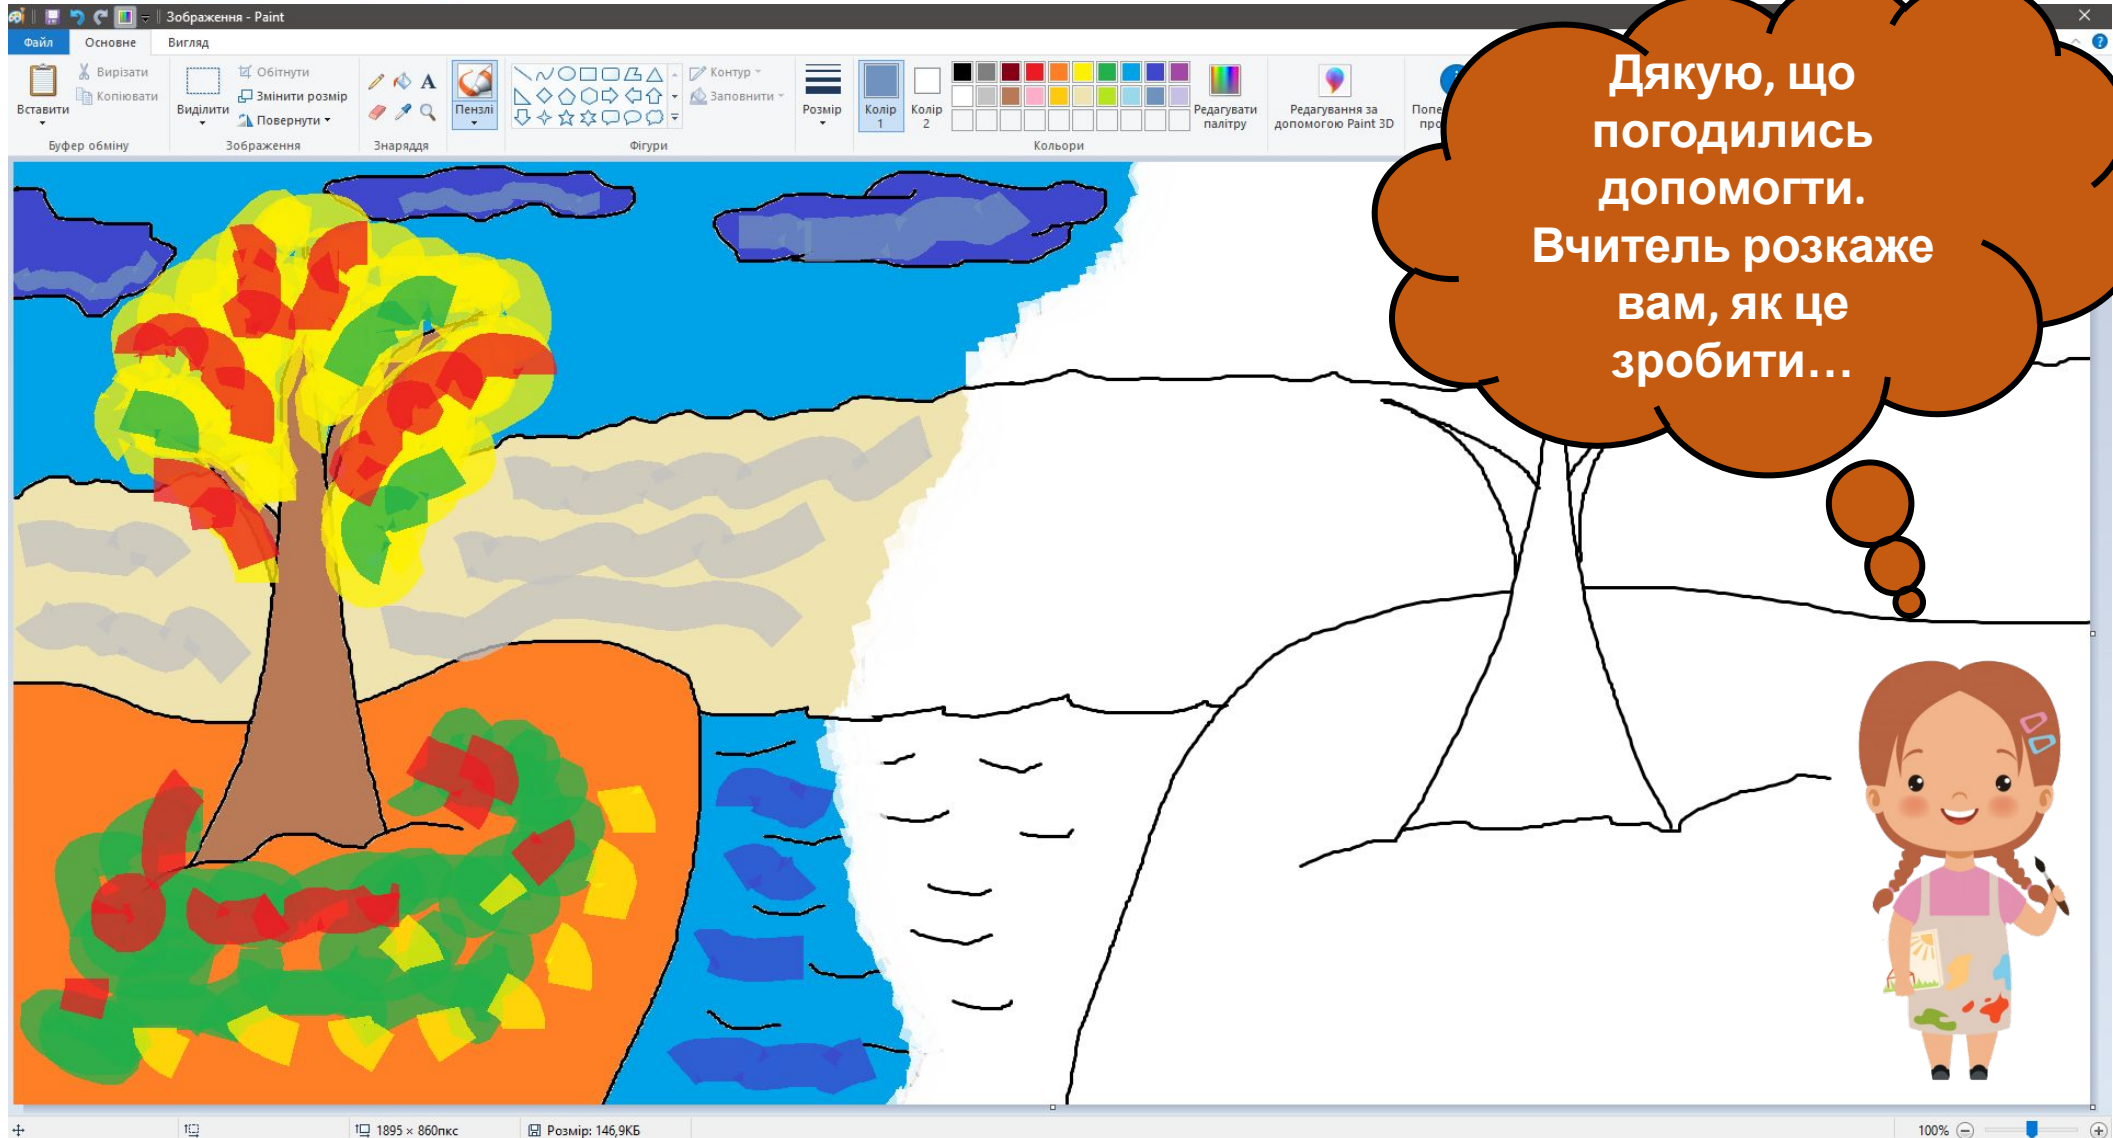 Зображення - Paint
Файл Основне Вигляд
Вставити
Вирізати
Копіювати
Буфер обміну
Виділити
Обітнути
Змінити розмір
Повернути
Зображення
A
Знаряддя
Пензлі
Контур
Заповнити
Фігури
Розмір
Колір
1
Колір
2
Редагувати
палітру
Кольори
Редагування за
допомогою Paint 3D
Дякую, що
погодились
допомогти.
Вчитель розкаже
вам, як це
зробити...
1895 × 860пкс
Розмір: 146,9КБ
100%